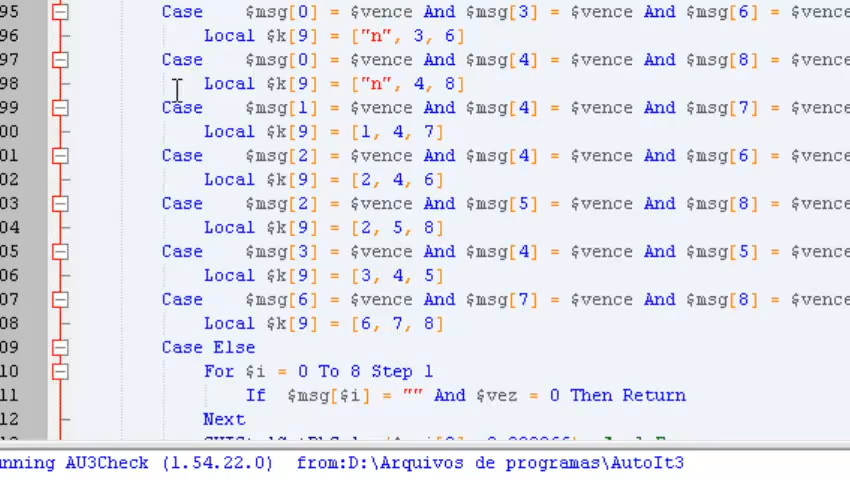 95 Case $msg[0] = $vence And $msg[3] = $vence And $msg[6] = $vence
96 Local $k[9] = ["n", 3, 6]
97 Case $msg[0] = $vence And $msg[4] = $vence And $msg[8] = $vence
98 Local $k[9] = ["n", 4, 8]
99 Case $msg[1] = $vence And $msg[4] = $vence And $msg[7] = $vence
00 Local $k[9] = [1, 4, 7]
01 Case $msg[2] = $vence And $msg[4] = $vence And $msg[6] = $vence
02 Local $k[9] = [2, 4, 6]
03 Case $msg[2] = $vence And $msg[5] = $vence And $msg[8] = $vence
04 Local $k[9] = [2, 5, 8]
05 Case $msg[3] = $vence And $msg[4] = $vence And $msg[5] = $vence
06 Local $k[9] = [3, 4, 5]
07 Case $msg[6] = $vence And $msg[7] = $vence And $msg[8] = $vence
08 Local $k[9] = [6, 7, 8]
09 Case Else
10 For $i = 0 To 8 Step 1
11 If $msg[$i] = "" And $vez = 0 Then Return
12 Next
unning AU3Check (1.54.22.0) from:D:\Arquivos de programas\AutoIt3